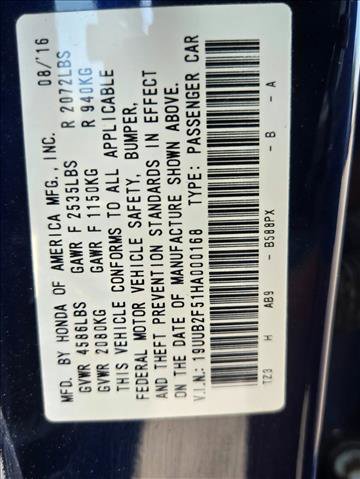 MFD. BY HONDA OF AMERICA MFG., INC. 08/'16
GVWR 4586LBS GAWR F 2535LBS R 2072LBS
GVWR 2080KG GAWR F 1150KG R 940KG
THIS VEHICLE CONFORMS TO ALL APPLICABLE
FEDERAL MOTOR VEHICLE SAFETY, BUMPER,
AND THEFT PREVENTION STANDARDS IN EFFECT
ON THE DATE OF MANUFACTURE SHOWN ABOVE.
V.I.N.: 19UUB2F51HA000168 TYPE: PASSENGER CAR
TZ3 H AB9 - B588PX - B - A